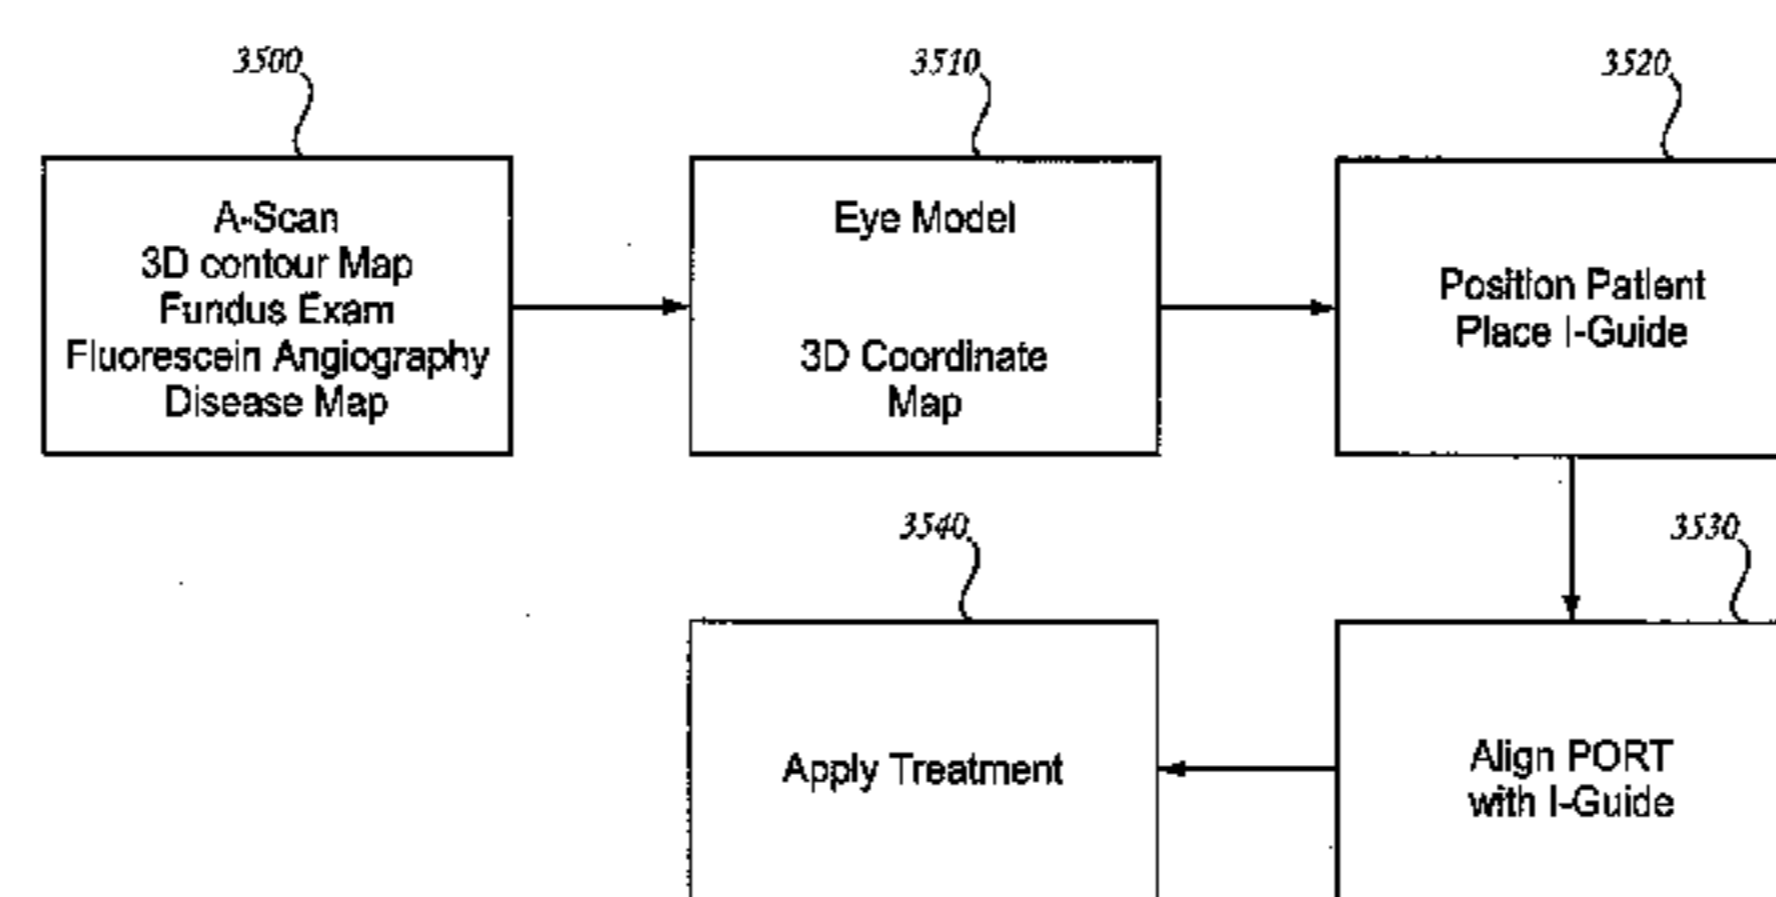 3500
3510
3520
A-Scan
3D contour Map
Fundus Exam
Fluorescein Angiography
Disease Map
Eye Model
3D Coordinate
Map
Position Patient
Place I-Guide
3540
3530
Apply Treatment
Align PORT
with I-Guide